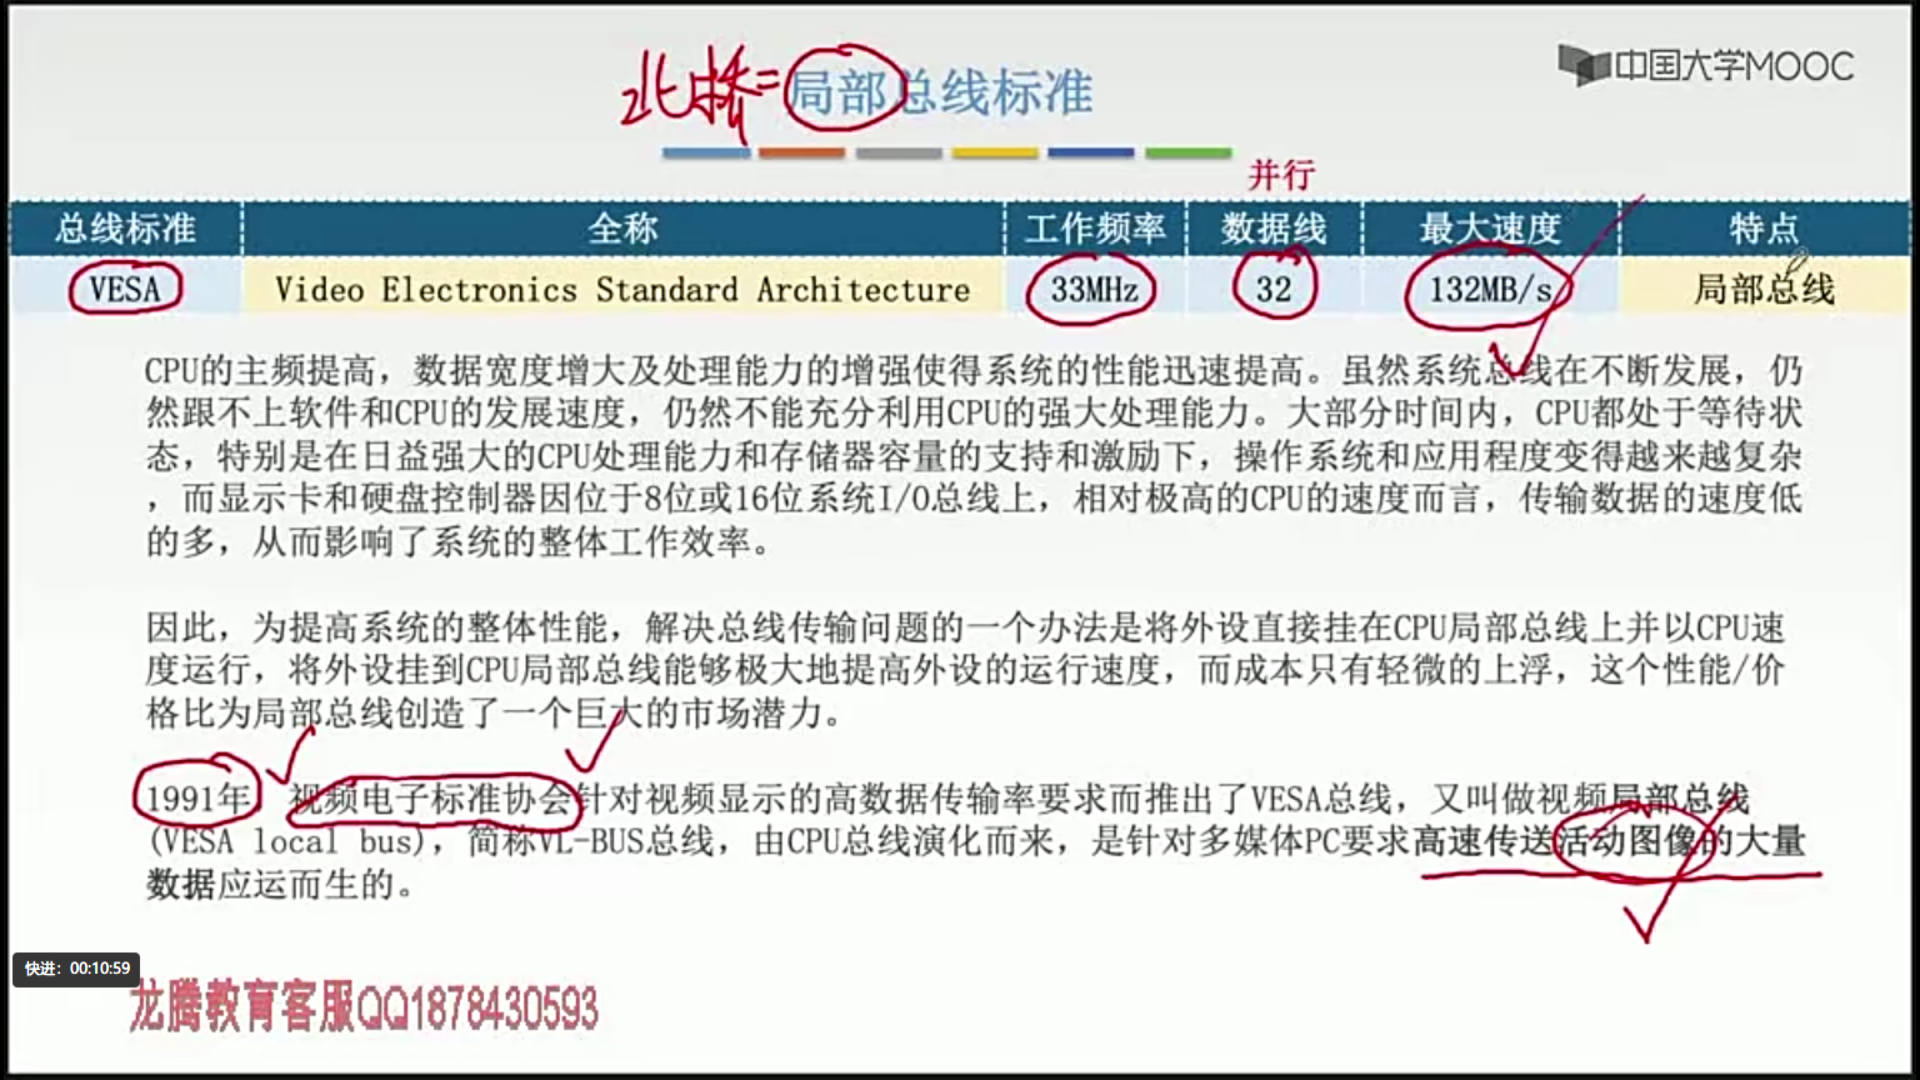 中国大学MOOC
北桥=局部总线标准
并行
总线标准 全称 工作频率 数据线 最大速度 特点
VESA Video Electronics Standard Architecture 33MHz 32 132MB/s 局部总线
CPU的主频提高，数据宽度增大及处理能力的增强使得系统的性能迅速提高。虽然系统总线在不断发展，仍
然跟不上软件和CPU的发展速度，仍然不能充分利用CPU的强大处理能力。大部分时间内，CPU都处于等待状
态，特别是在日益强大的CPU处理能力和存储器容量的支持和激励下，操作系统和应用程度变得越来越复杂
，而显示卡和硬盘控制器因位于8位或16位系统I/O总线上，相对极高的CPU的速度而言，传输数据的速度低
的多，从而影响了系统的整体工作效率。
因此，为提高系统的整体性能，解决总线传输问题的一个办法是将外设直接挂在CPU局部总线上并以CPU速
度运行，将外设挂到CPU局部总线能够极大地提高外设的运行速度，而成本只有轻微的上浮，这个性能/价
格比为局部总线创造了一个巨大的市场潜力。
1991年 视频电子标准协会针对视频显示的高数据传输率要求而推出了VESA总线，又叫做视频局部总线
(VESA local bus)，简称VL-BUS总线，由CPU总线演化而来，是针对多媒体PC要求高速传送活动图像的大量
数据应运而生的。
快进：00:10:59
龙腾教育客服QQ1878430593